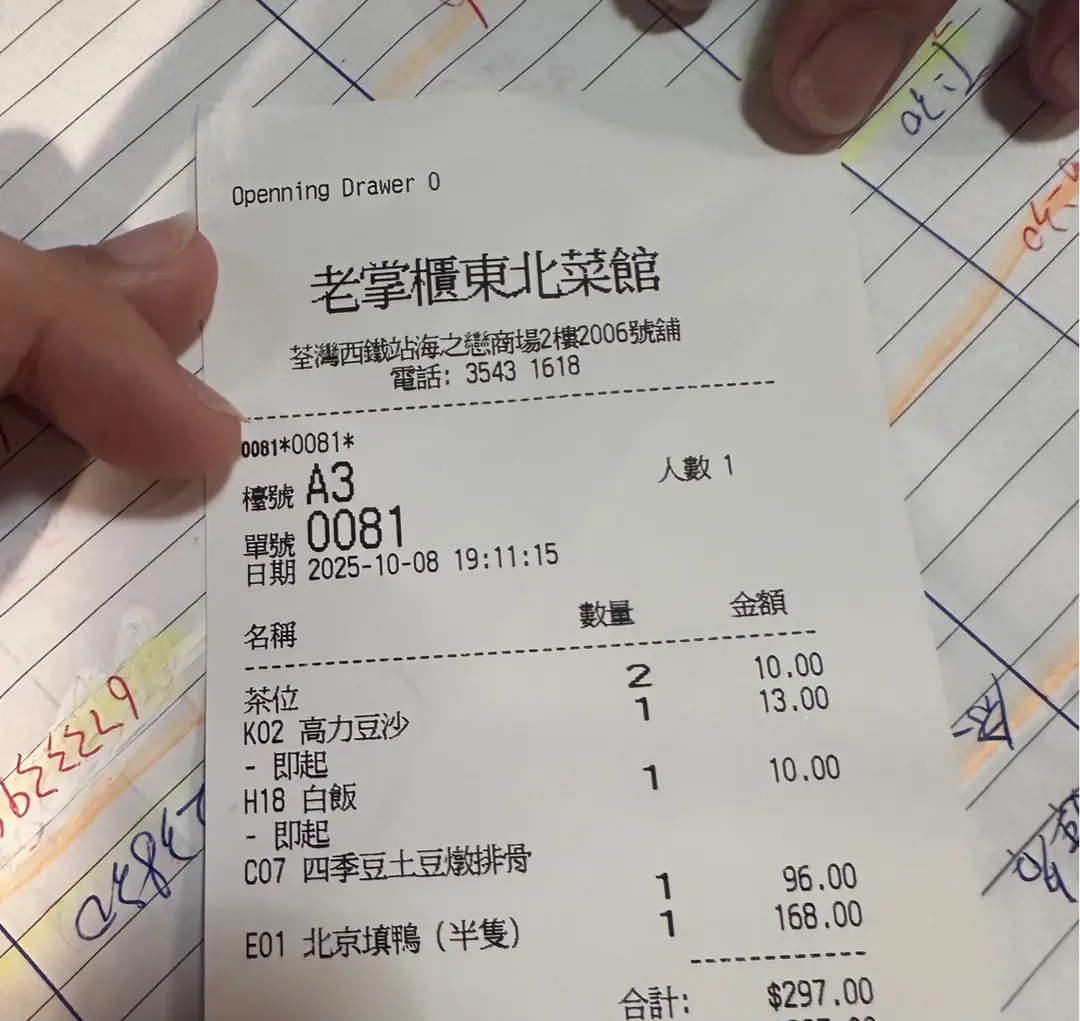 Openning Drawer 0
老掌櫃東北菜館
荃灣西鐵站海之戀商場2樓2006號舖
電話: 3543 1618
0081*0081*
檯號 A3 人數 1
單號 0081
日期 2025-10-08 19:11:15
名稱 數量 金額
茶位 2 10.00
K02 高力豆沙 1 13.00
- 即起
H18 白飯 1 10.00
- 即起
C07 四季豆土豆燉排骨 1 96.00
E01 北京填鴨 (半隻) 1 168.00
合計: $297.00